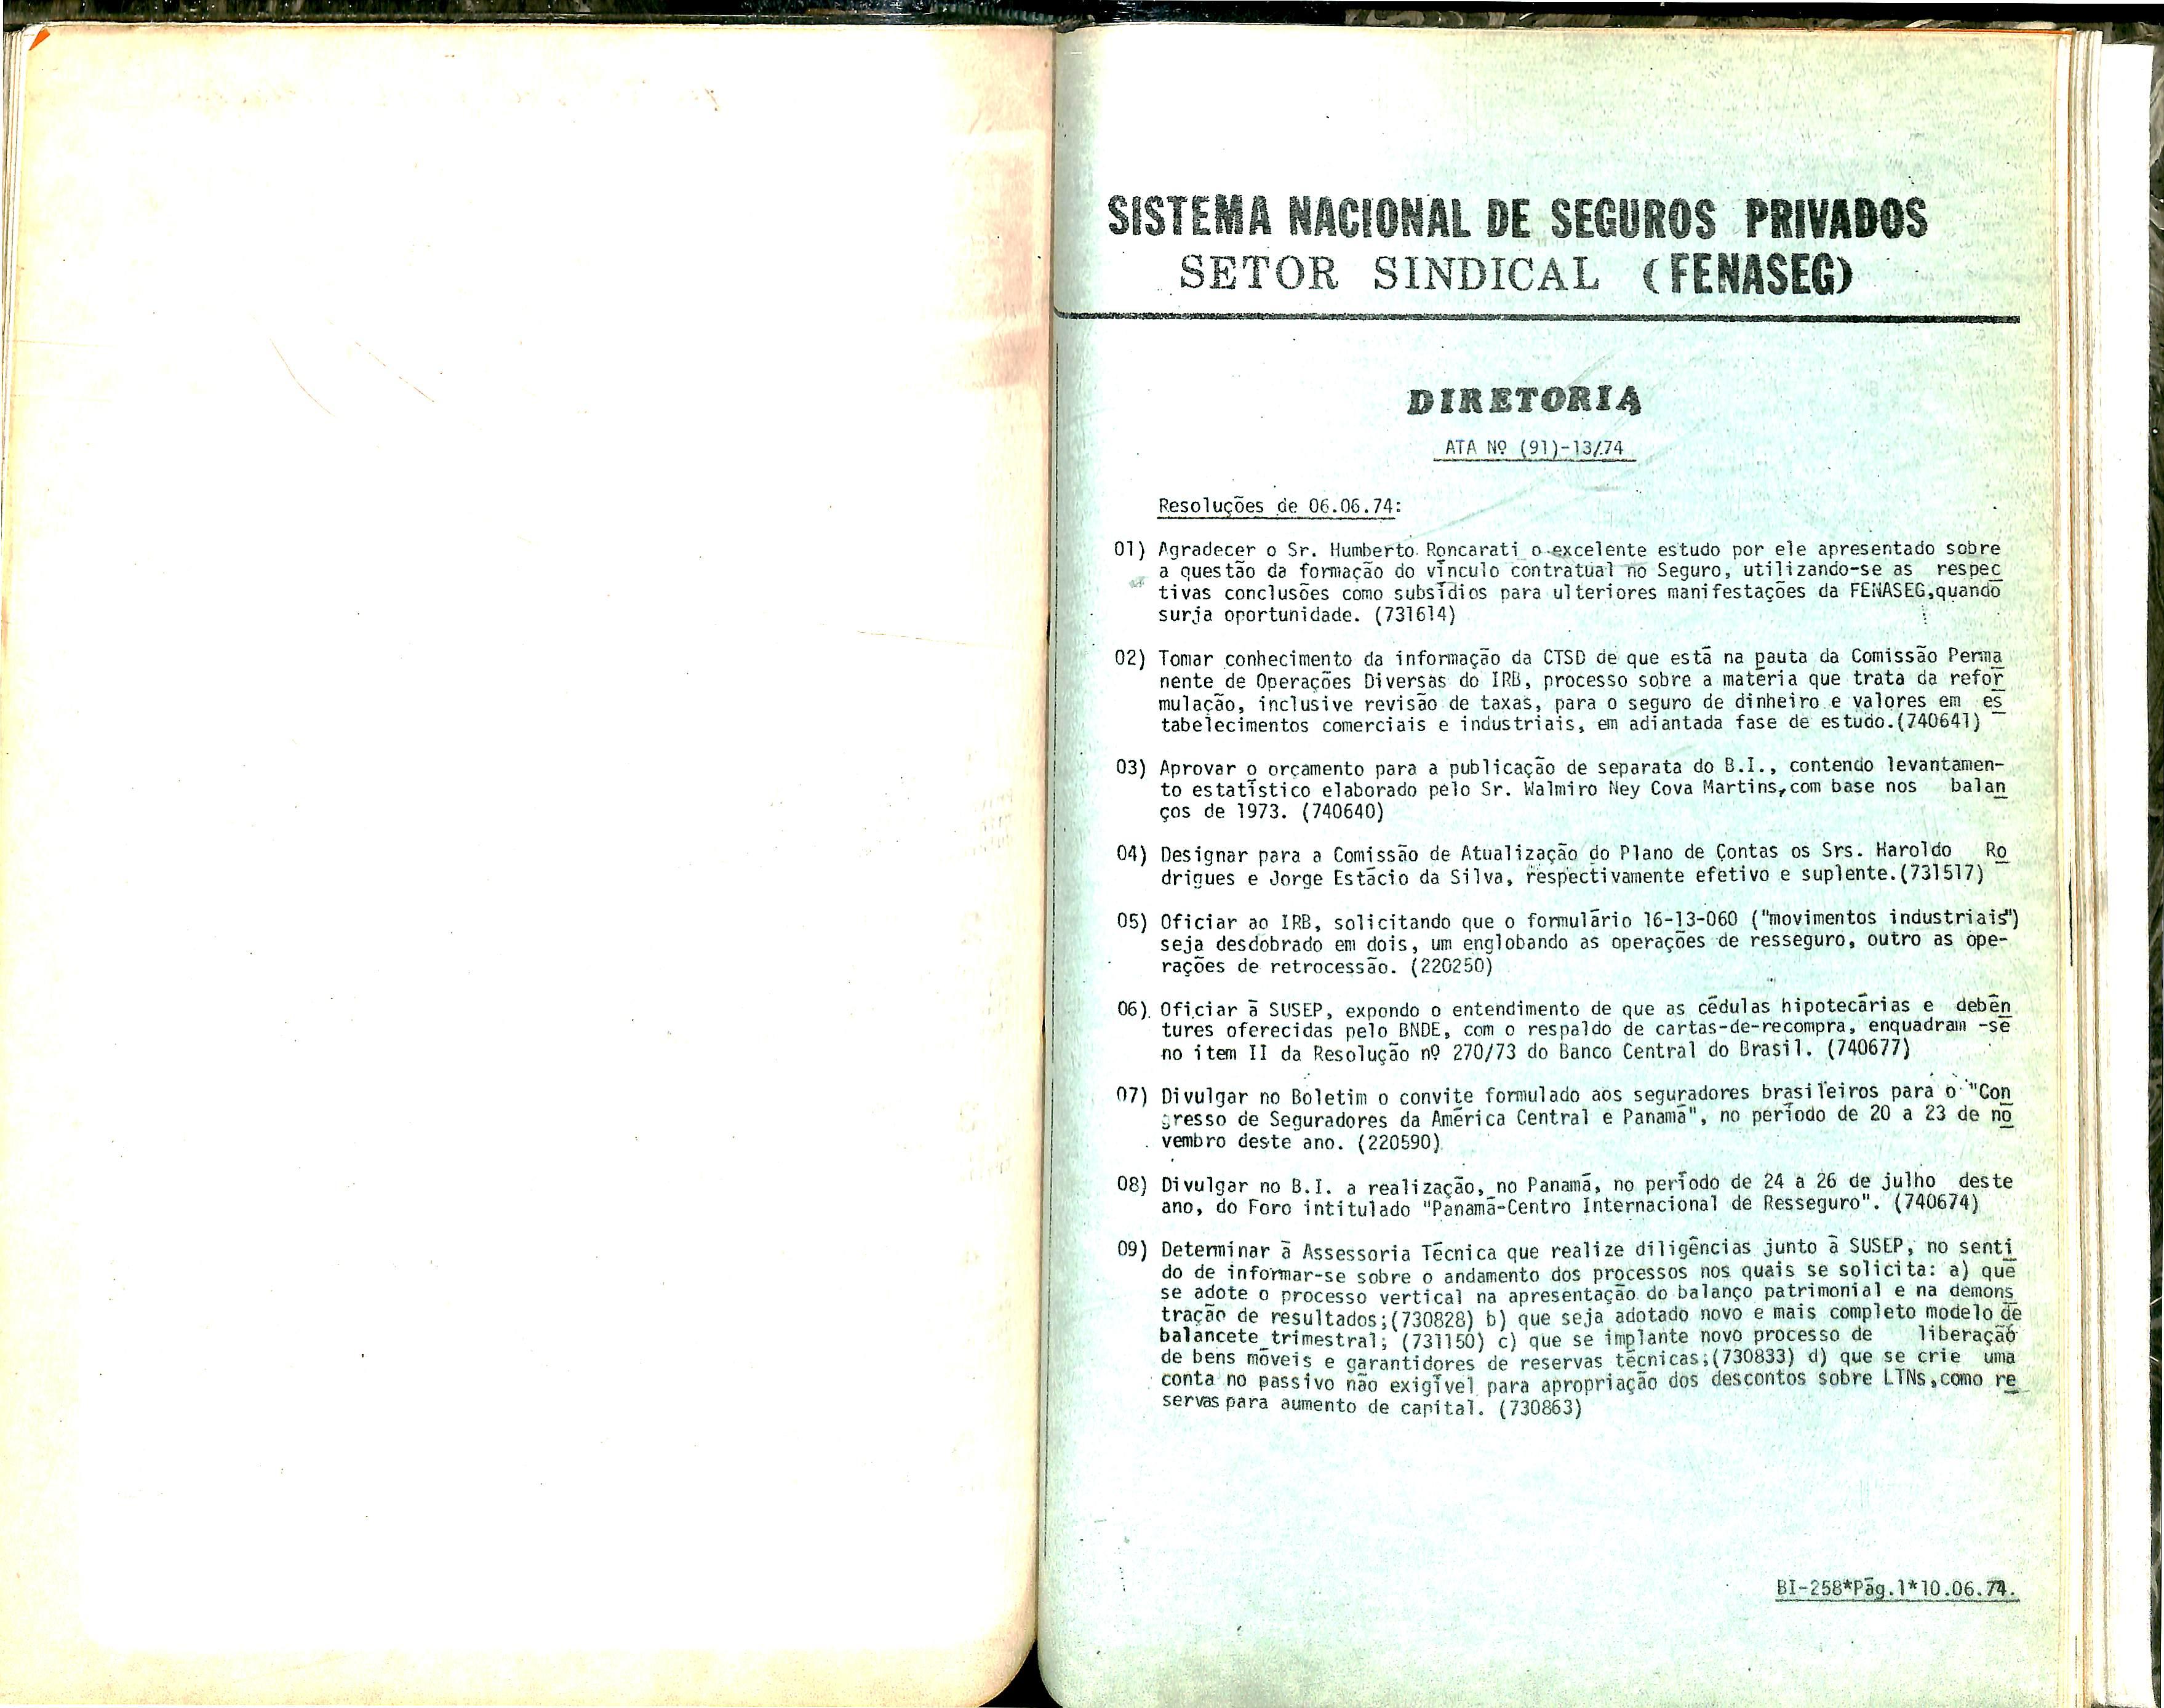 SISTEMA NACIONAL DE SEGUROS PRIVADOS
SETOR SINDICAL (FENASEG)
DIRETORIA
ATA Nº (91)-13/74
Resoluções de 06.06.74:
01) Agradecer o Sr. Humberto Roncarati o excelente estudo por ele apresentado sobre
a questão da formação do vínculo contratual no Seguro, utilizando-se as respec
tivas conclusões como subsídios para ulteriores manifestações da FENASEG,quando
surja oportunidade. (731614)
02) Tomar conhecimento da informação da CTSD de que está na pauta da Comissão Perma
nente de Operações Diversas do IRB, processo sobre a matéria que trata da refor
mulação, inclusive revisão de taxas, para o seguro de dinheiro e valores em es
tabelecimentos comerciais e industriais, em adiantada fase de estudo.(740641)
03) Aprovar o orçamento para a publicação de separata do B.I., contendo levantamen-
to estatístico elaborado pelo Sr. Walmiro Ney Cova Martins,com base nos balan
ços de 1973. (740640)
04) Designar para a Comissão de Atualização do Plano de Contas os Srs. Haroldo Ro
drigues e Jorge Estácio da Silva, respectivamente efetivo e suplente.(731517)
05) Oficiar ao IRB, solicitando que o formulário 16-13-060 ("movimentos industriais")
seja desdobrado em dois, um englobando as operações de resseguro, outro as ope-
rações de retrocessão. (220250)
06) Oficiar à SUSEP, expondo o entendimento de que as cédulas hipotecárias e debên
tures oferecidas pelo BNDE, com o respaldo de cartas-de-recompra, enquadram -se
no item II da Resolução nº 270/73 do Banco Central do Brasil. (740677)
07) Divulgar no Boletim o convite formulado aos seguradores brasileiros para o "Con
gresso de Seguradores da América Central e Panamá", no período de 20 a 23 de no
vembro deste ano. (220590)
08) Divulgar no B.I. a realização, no Panamá, no período de 24 a 26 de julho deste
ano, do Foro intitulado "Panamá-Centro Internacional de Resseguro". (740674)
09) Determinar à Assessoria Técnica que realize diligências junto à SUSEP, no senti
do de informar-se sobre o andamento dos processos nos quais se solicita: a) que
se adote o processo vertical na apresentação do balanço patrimonial e na demons
tração de resultados;(730828) b) que seja adotado novo e mais completo modelo de
balancete trimestral; (731150) c) que se implante novo processo de liberação
de bens móveis e garantidores de reservas técnicas;(730833) d) que se crie uma
conta no passivo não exigível para apropriação dos descontos sobre LTNs,como re
servas para aumento de capital. (730863)
BI-258*Pág.1*10.06.74.